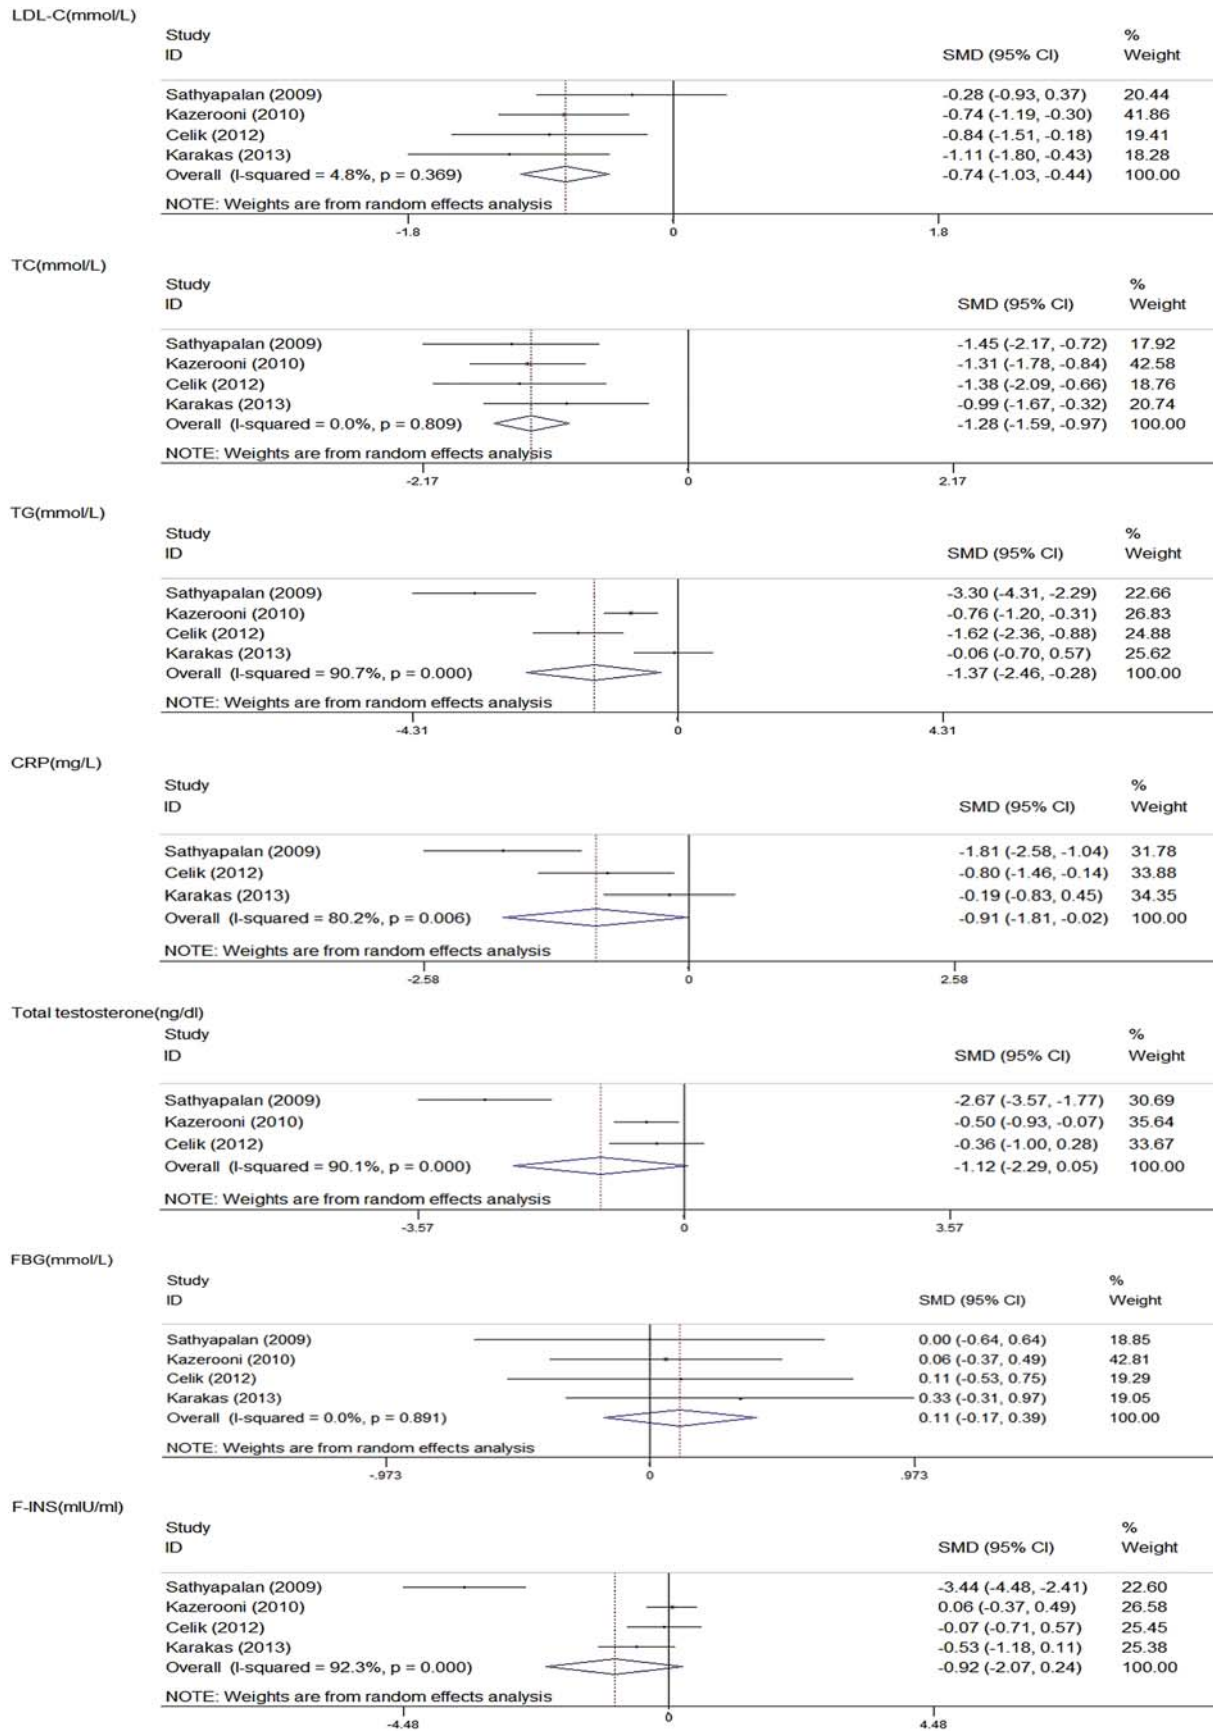 LDL-C(mmol/L)
Study %
ID SMD (95% CI) Weight
Sathyapalan (2009) -0.28 (-0.93, 0.37) 20.44
Kazerooni (2010) -0.74 (-1.19, -0.30) 41.86
Celik (2012) -0.84 (-1.51, -0.18) 19.41
Karakas (2013) -1.11 (-1.80, -0.43) 18.28
Overall (I-squared = 4.8%, p = 0.369) -0.74 (-1.03, -0.44) 100.00
NOTE: Weights are from random effects analysis
-1.8 0 1.8
TC(mmol/L)
Study %
ID SMD (95% CI) Weight
Sathyapalan (2009) -1.45 (-2.17, -0.72) 17.92
Kazerooni (2010) -1.31 (-1.78, -0.84) 42.58
Celik (2012) -1.38 (-2.09, -0.66) 18.76
Karakas (2013) -0.99 (-1.67, -0.32) 20.74
Overall (I-squared = 0.0%, p = 0.809) -1.28 (-1.59, -0.97) 100.00
NOTE: Weights are from random effects analysis
-2.17 0 2.17
TG(mmol/L)
Study %
ID SMD (95% CI) Weight
Sathyapalan (2009) -3.30 (-4.31, -2.29) 22.66
Kazerooni (2010) -0.76 (-1.20, -0.31) 26.83
Celik (2012) -1.62 (-2.36, -0.88) 24.88
Karakas (2013) -0.06 (-0.70, 0.57) 25.62
Overall (I-squared = 90.7%, p = 0.000) -1.37 (-2.46, -0.28) 100.00
NOTE: Weights are from random effects analysis
-4.31 0 4.31
CRP(mg/L)
Study %
ID SMD (95% CI) Weight
Sathyapalan (2009) -1.81 (-2.58, -1.04) 31.78
Celik (2012) -0.80 (-1.46, -0.14) 33.88
Karakas (2013) -0.19 (-0.83, 0.45) 34.35
Overall (I-squared = 80.2%, p = 0.006) -0.91 (-1.81, -0.02) 100.00
NOTE: Weights are from random effects analysis
-2.58 0 2.58
Total testosterone(ng/dl)
Study %
ID SMD (95% CI) Weight
Sathyapalan (2009) -2.67 (-3.57, -1.77) 30.69
Kazerooni (2010) -0.50 (-0.93, -0.07) 35.64
Celik (2012) -0.36 (-1.00, 0.28) 33.67
Overall (I-squared = 90.1%, p = 0.000) -1.12 (-2.29, 0.05) 100.00
NOTE: Weights are from random effects analysis
-3.57 0 3.57
FBG(mmol/L)
Study %
ID SMD (95% CI) Weight
Sathyapalan (2009) 0.00 (-0.64, 0.64) 18.85
Kazerooni (2010) 0.06 (-0.37, 0.49) 42.81
Celik (2012) 0.11 (-0.53, 0.75) 19.29
Karakas (2013) 0.33 (-0.31, 0.97) 19.05
Overall (I-squared = 0.0%, p = 0.891) 0.11 (-0.17, 0.39) 100.00
NOTE: Weights are from random effects analysis
-.973 0 .973
F-INS(mIU/ml)
Study %
ID SMD (95% CI) Weight
Sathyapalan (2009) -3.44 (-4.48, -2.41) 22.60
Kazerooni (2010) 0.06 (-0.37, 0.49) 26.58
Celik (2012) -0.07 (-0.71, 0.57) 25.45
Karakas (2013) -0.53 (-1.18, 0.11) 25.38
Overall (I-squared = 92.3%, p = 0.000) -0.92 (-2.07, 0.24) 100.00
NOTE: Weights are from random effects analysis
-4.48 0 4.48